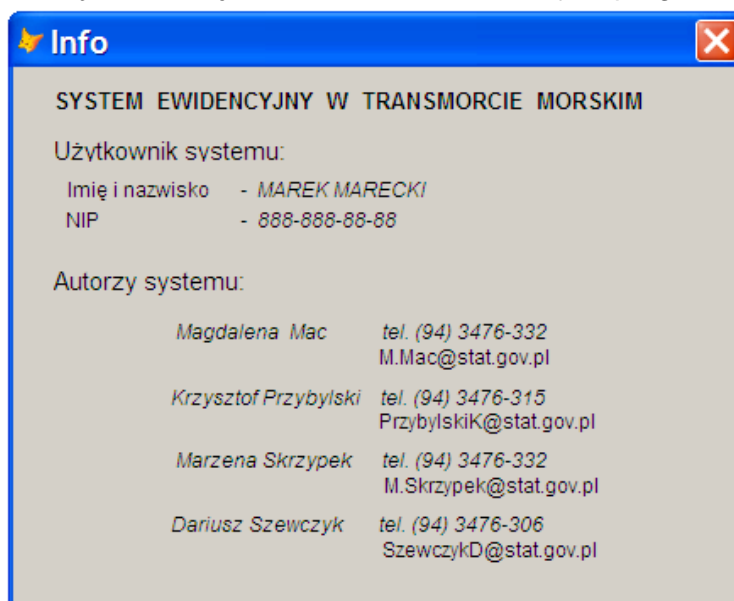 Info
SYSTEM EWIDENCYJNY W TRANSMORCIE MORSKIM
Użytkownik systemu:
Imię i nazwisko - MAREK MARECKI
NIP - 888-888-88-88
Autorzy systemu:
Magdalena Mac tel. (94) 3476-332
M.Mac@stat.gov.pl
Krzysztof Przybylski tel. (94) 3476-315
PrzybylskiK@stat.gov.pl
Marzena Skrzypek tel. (94) 3476-332
M.Skrzypek@stat.gov.pl
Dariusz Szewczyk tel. (94) 3476-306
SzewczykD@stat.gov.pl